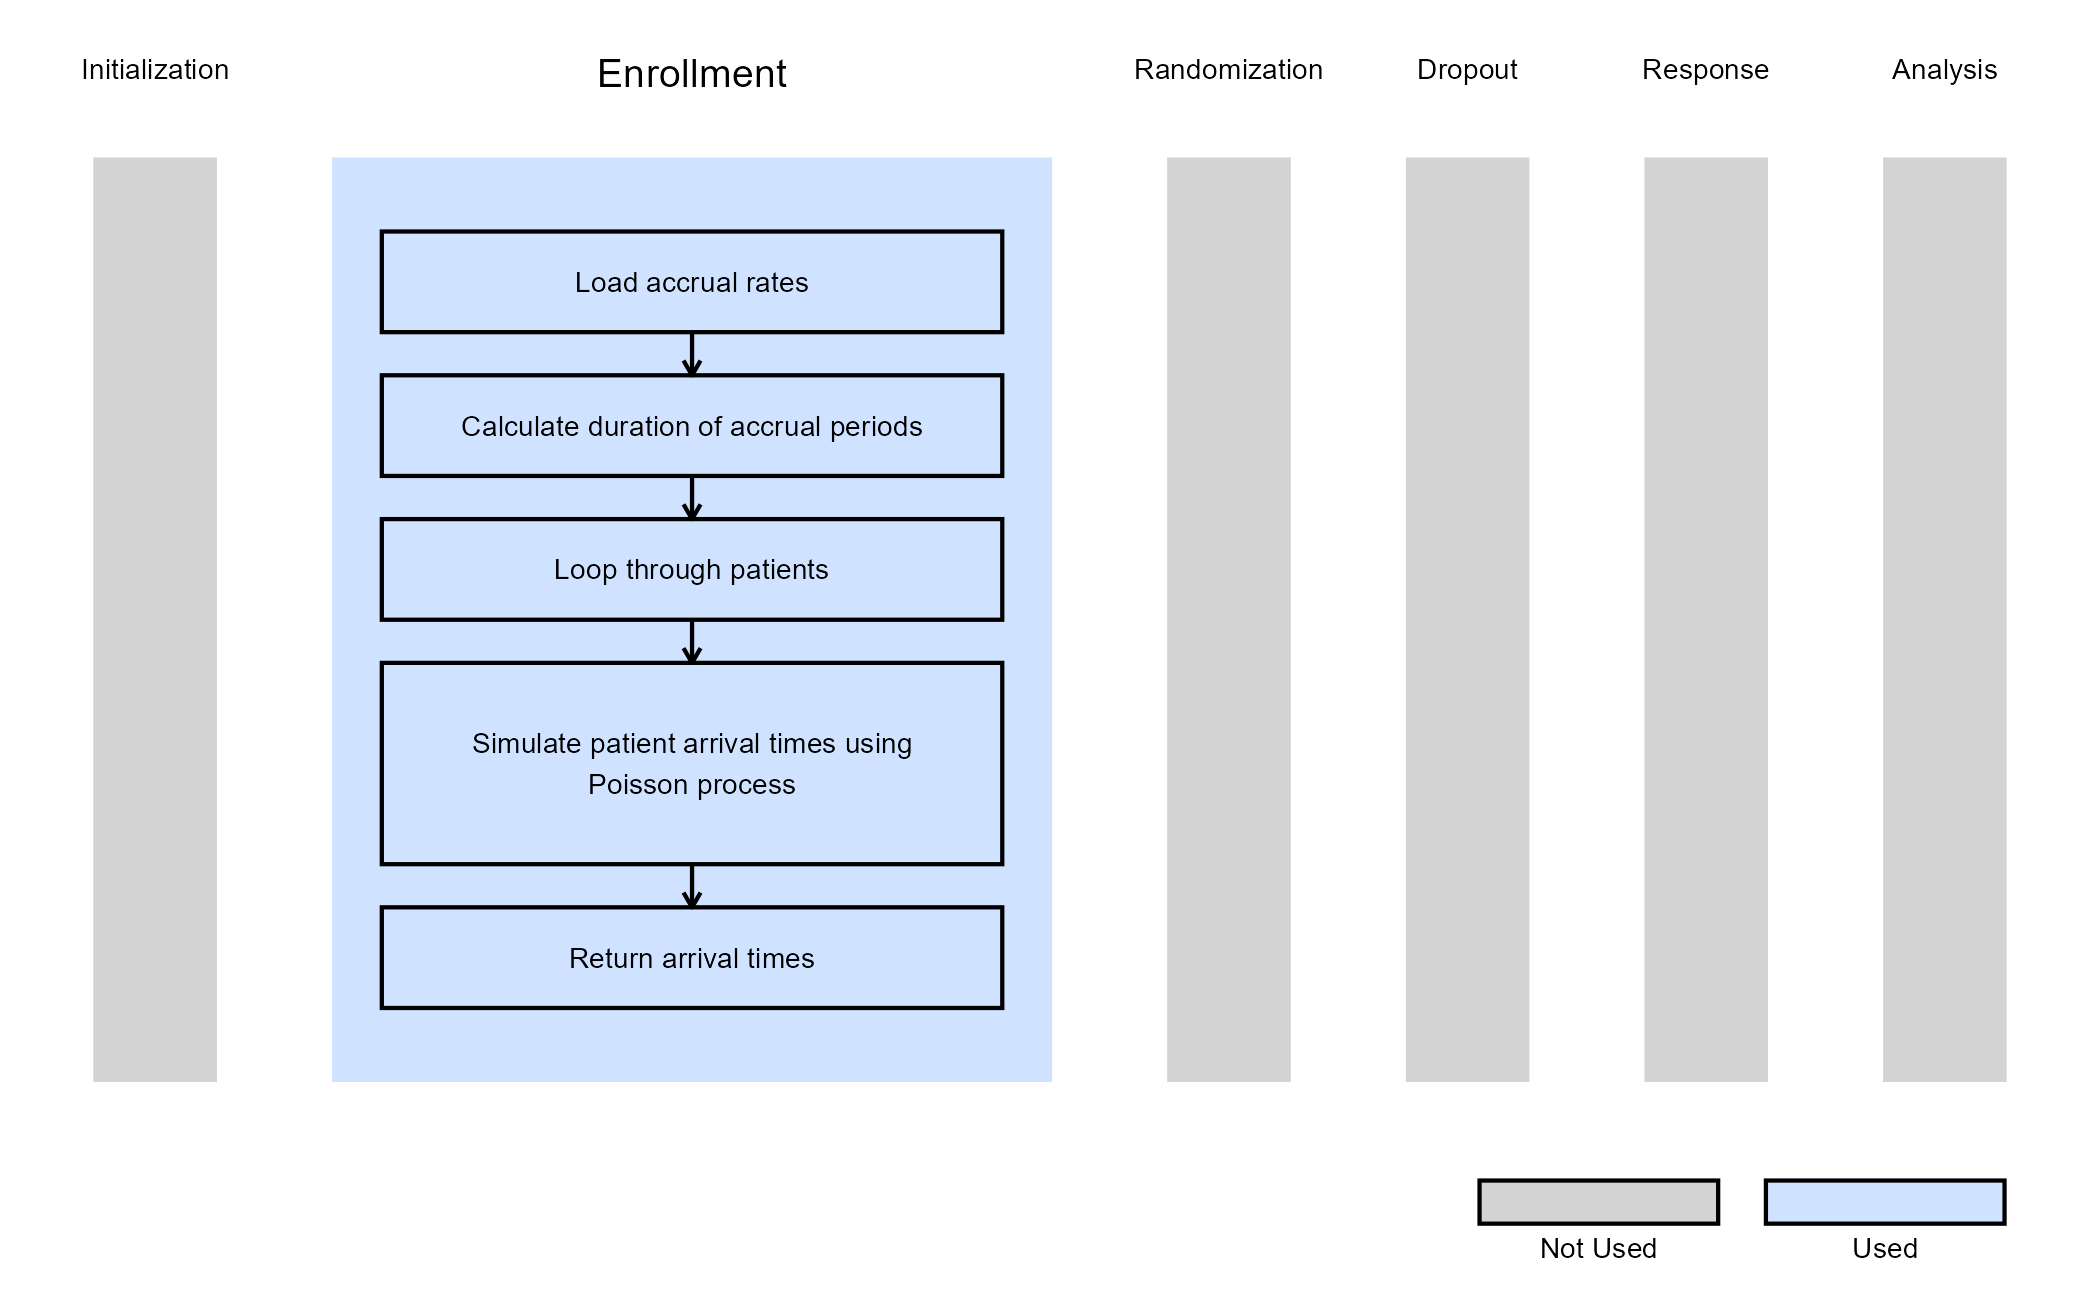 Initialization
Enrollment
Randomization
Dropout
Response
Analysis
Load accrual rates
Calculate duration of accrual periods
Loop through patients
Simulate patient arrival times using
Poisson process
Return arrival times
Not Used
Used